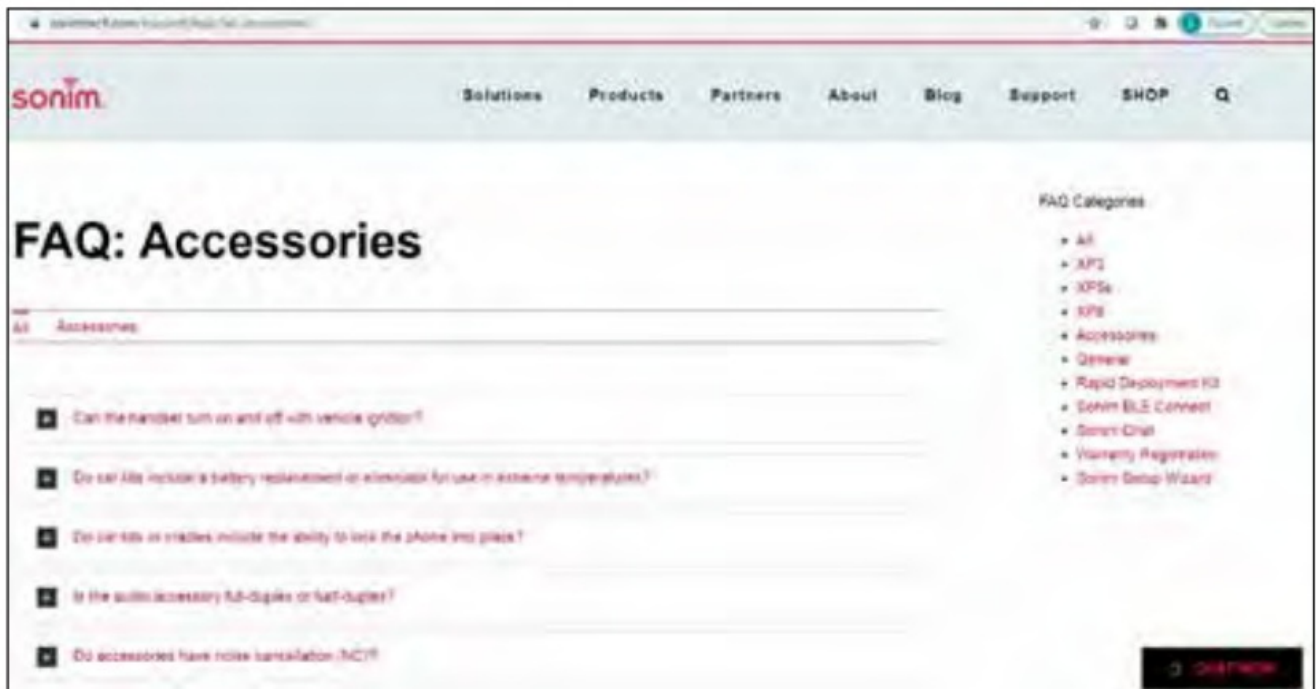 sonim
Solutions Products Partners About Blog Support SHOP
FAQ: Accessories
All Accessories
Can the handset turn on and off with vehicle ignition?
Do car kits include a battery replacement or eliminator for use in extreme temperatures?
Do car kits or cradles include the ability to lock the phone into place?
Is the audio accessory full-duplex or half-duplex?
Do accessories have noise cancellation (NC)?
FAQ Categories
All
XP5s
XP8
Accessories
General
Rapid Deployment Kit
Sonim BLE Connect
Sonim Chat
Warranty Registration
Sonim Setup Wizard